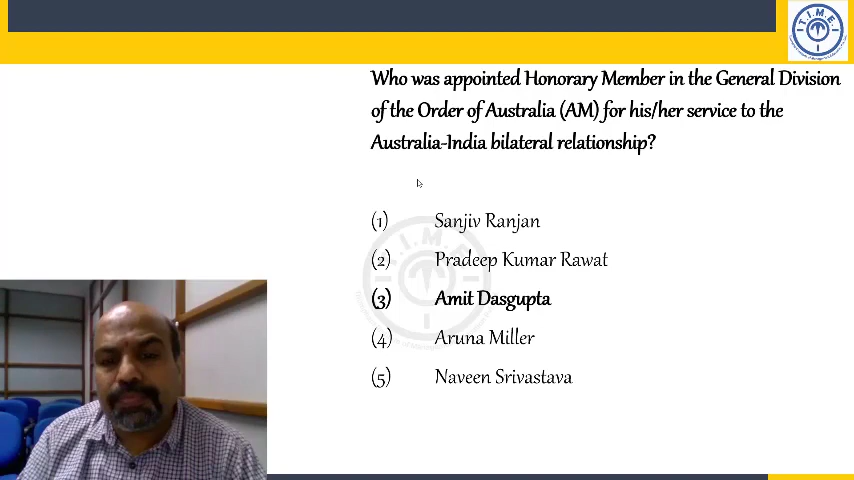 T.I.M.E.
Who was appointed Honorary Member in the General Division
of the Order of Australia (AM) for his/her service to the
Australia-India bilateral relationship?
(1) Sanjiv Ranjan
(2) Pradeep Kumar Rawat
(3) Amit Dasgupta
(4) Aruna Miller
(5) Naveen Srivastava